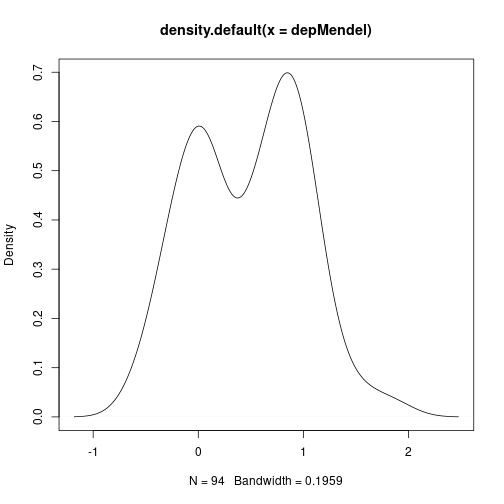 density.default(x = depMendel)
Density
0.0 0.1 0.2 0.3 0.4 0.5 0.6 0.7
-1 0 1 2
N = 94 Bandwidth = 0.1959